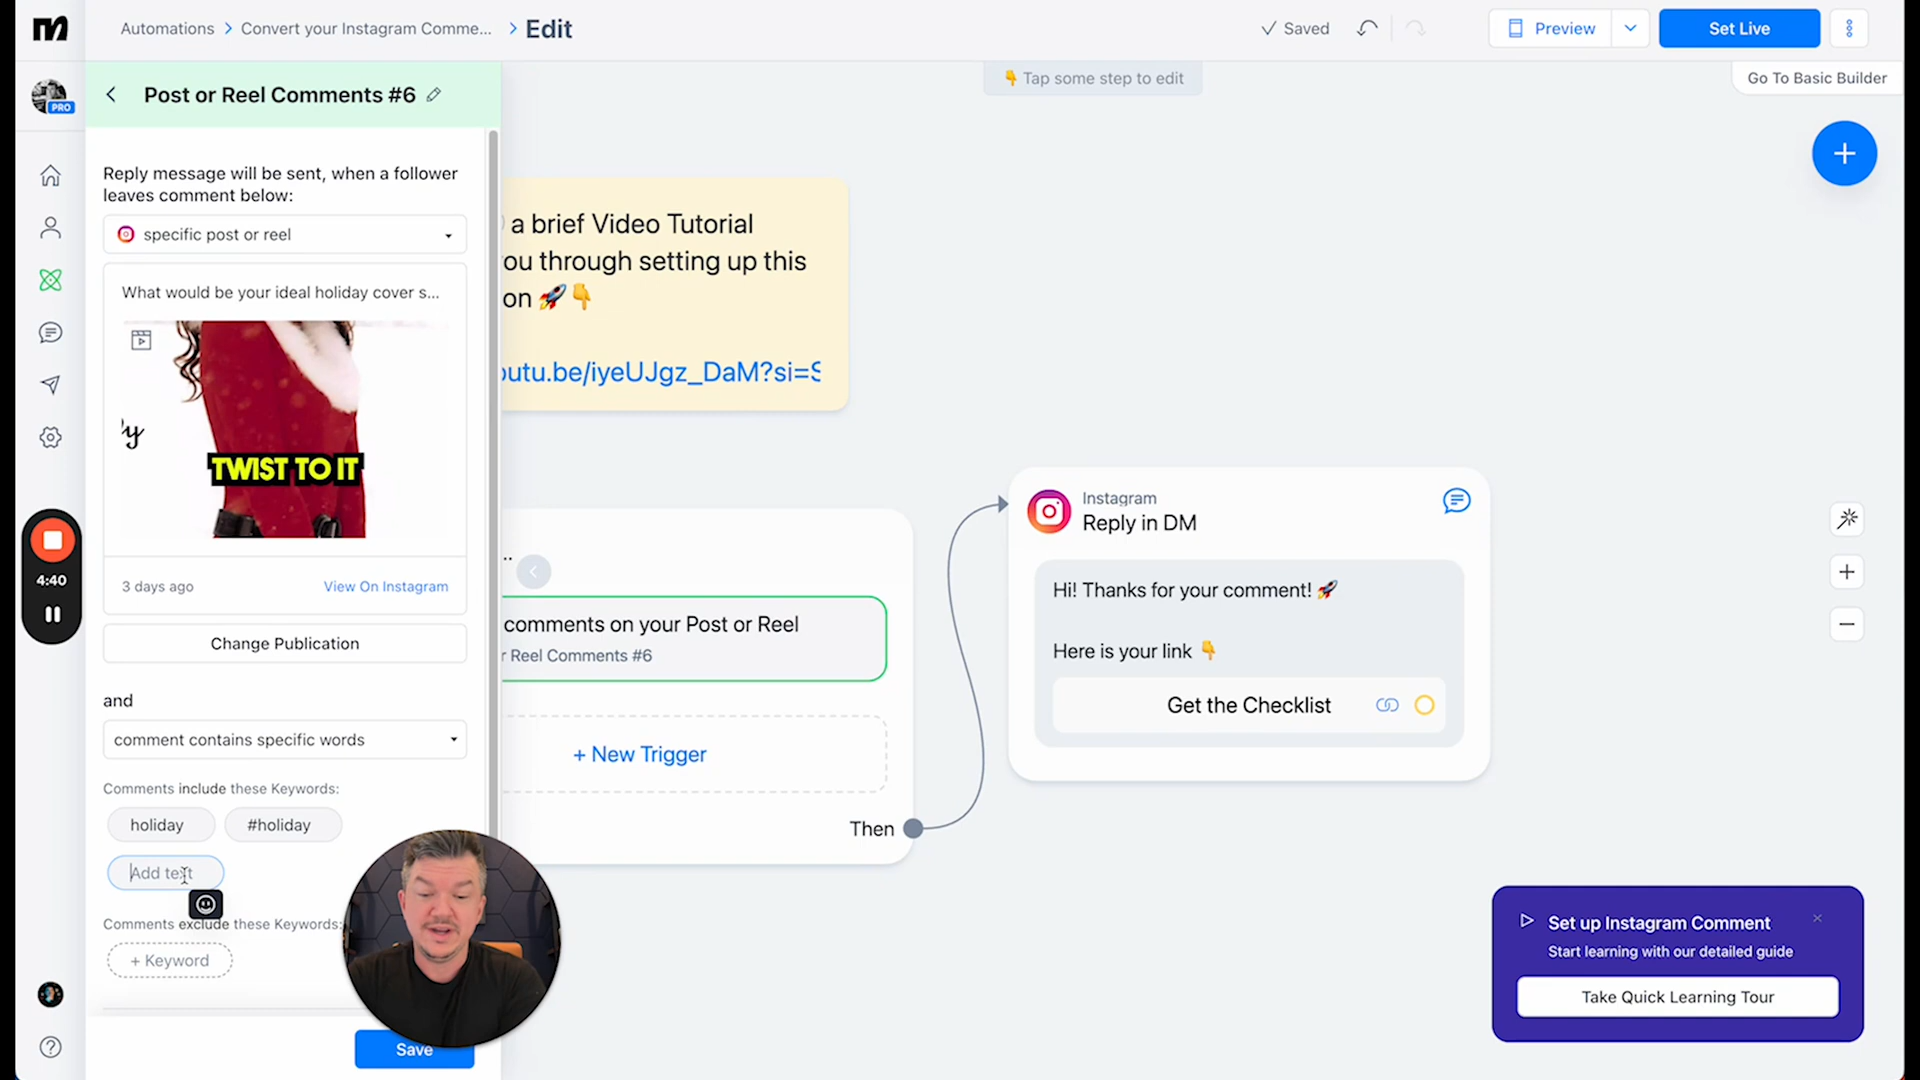 Automations
Convert your Instagram Comme...
Edit
Saved
Preview
Set Live
PRO
Post or Reel Comments #6
👇 Tap some step to edit
Go To Basic Builder
Reply message will be sent, when a follower
leaves comment below:
specific post or reel
What would be your ideal holiday cover s...
TWIST TO IT
3 days ago
View On Instagram
Change Publication
and
comment contains specific words
Comments include these Keywords:
holiday
#holiday
Add text
Comments exclude these Keywords:
+ Keyword
Save
4:40
a brief Video Tutorial
ou through setting up this
on 🚀👇
outu.be/iyeUJgz_DaM?si=S
comments on your Post or Reel
r Reel Comments #6
+ New Trigger
Then
Instagram
Reply in DM
Hi! Thanks for your comment! 🚀
Here is your link 👇
Get the Checklist
Set up Instagram Comment
Start learning with our detailed guide
Take Quick Learning Tour